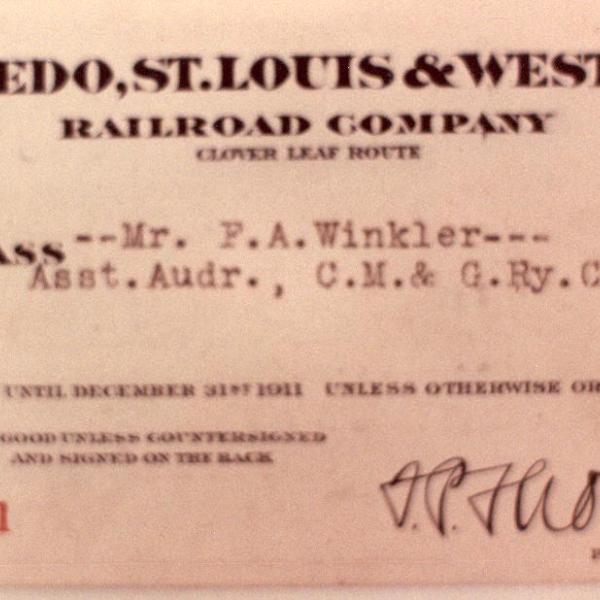 EDO, ST. LOUIS & WEST
RAILROAD COMPANY
CLOVER LEAF ROUTE
ASS --Mr. F.A.Winkler---
Asst.Audr., C.M.& G.Ry.C
UNTIL DECEMBER 31ST 1911 UNLESS OTHERWISE OR
GOOD UNLESS COUNTERSIGNED
AND SIGNED ON THE BACK